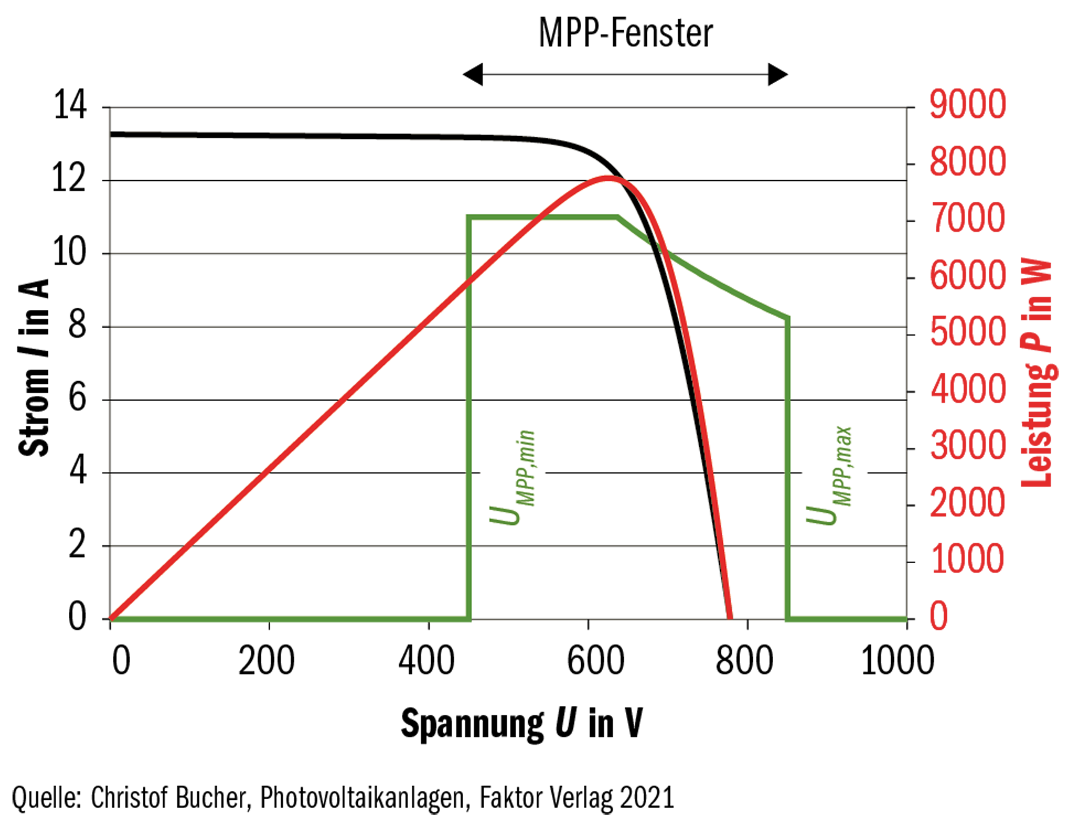 MPP-Fenster
14
12
10
8
6
4
2
0
Strom I in A
9000
8000
7000
6000
5000
4000
3000
2000
1000
0
Leistung P in W
U MPP,min
U MPP,max
0 200 400 600 800 1000
Spannung U in V
Quelle: Christof Bucher, Photovoltaikanlagen, Faktor Verlag 2021